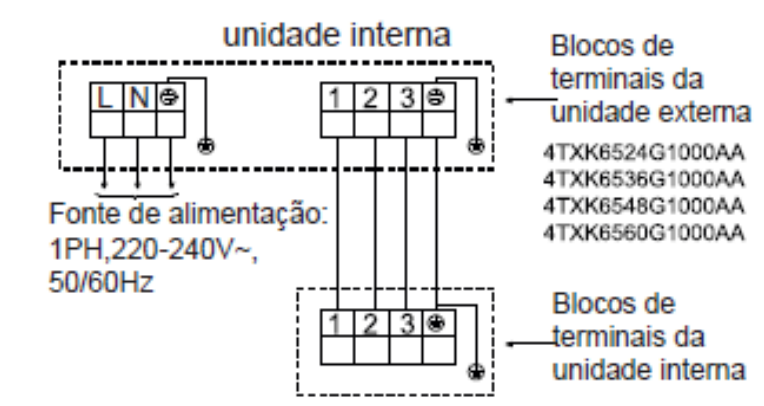 unidade interna
L N
1 2 3
Blocos de
terminais da
unidade externa
4TXK6524G1000AA
4TXK6536G1000AA
4TXK6548G1000AA
4TXK6560G1000AA
Fonte de alimentação:
1PH,220-240V~,
50/60Hz
1 2 3
Blocos de
terminais da
unidade interna